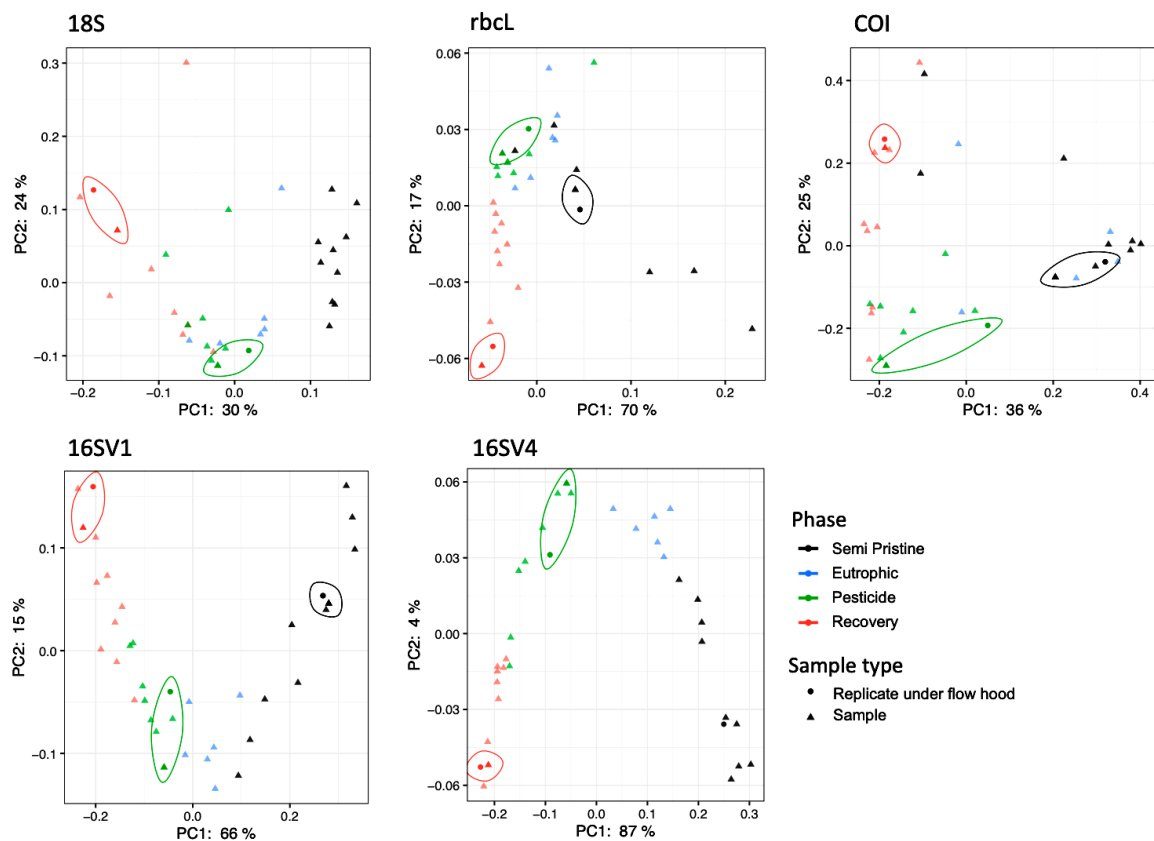 18S
rbcL
COI
PC2: 24 %
0.3
0.2
0.1
0.0
−0.1
−0.2
−0.1
0.0
0.1
PC1: 30 %
PC2: 17 %
0.06
0.03
0.00
−0.03
−0.06
0.0
0.1
0.2
PC1: 70 %
PC2: 25 %
0.4
0.2
0.0
−0.2
−0.2
0.0
0.2
0.4
PC1: 36 %
16SV1
16SV4
PC2: 15 %
0.1
0.0
−0.1
−0.2
0.0
0.2
PC1: 66 %
PC2: 4 %
0.06
0.03
0.00
−0.03
−0.06
−0.2
−0.1
0.0
0.1
0.2
0.3
PC1: 87 %
Phase
Semi Pristine
Eutrophic
Pesticide
Recovery
Sample type
Replicate under flow hood
Sample